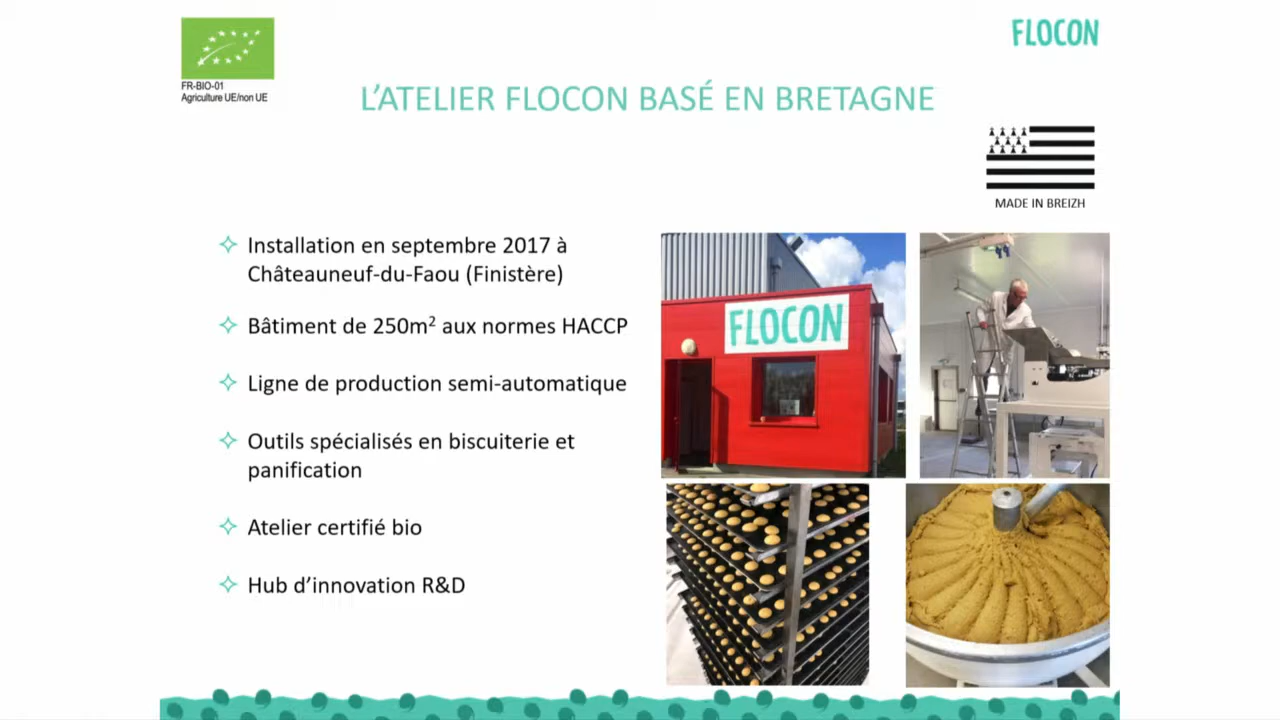 FLOCON
FR-BIO-01
Agriculture UE/non UE
L'ATELIER FLOCON BASÉ EN BRETAGNE
MADE IN BREIZH
Installation en septembre 2017 à
Châteauneuf-du-Faou (Finistère)
Bâtiment de 250m² aux normes HACCP
Ligne de production semi-automatique
Outils spécialisés en biscuiterie et
panification
Atelier certifié bio
Hub d'innovation R&D
FLOCON